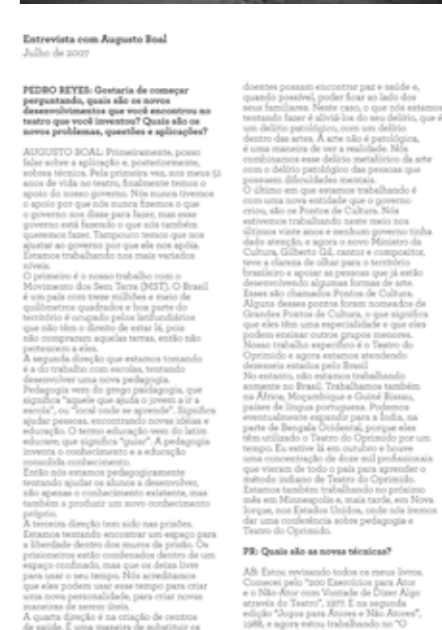 Entrevista com Augusto Boal
Julho de 2007
PEDRO REYES: Gostaria de começar
perguntando, quais são os novos
desenvolvimentos que você encontrou no
teatro que você inventou? Quais são os
novos problemas, questões e aplicações?
AUGUSTO BOAL: Primeiramente, posso
falar sobre a aplicação e, posteriormente,
sobrea técnica. Pela primeira vez, nos meus 52
anos de vida no teatro, finalmente temos o
apoio do nosso governo. Nós nunca tivemos
o apoio por que nós nunca fizemos o que
o governo nos disse para fazer, mas esse
governo está fazendo o que nós também
queremos fazer. Tampouco temos que nos
ajustar ao governo por que ele nos apóia.
Estamos trabalhando nos mais variados
níveis.
O primeiro é o nosso trabalho com o
Movimento dos Sem Terra (MST). O Brasil
é um país com treze milhões e meio de
quilômetros quadrados e boa parte do
território é ocupado pelos latifundiários
que não têm o direito de estar lá, pois
não compraram aquelas terras, então não
pertencem a eles.
A segunda direção que estamos tomando
é a do trabalho com escolas, tentando
desenvolver uma nova pedagogia.
Pedagogia vem do grego paidagogia, que
significa "aquele que ajuda o jovem a ir a
escola", ou "local onde se aprende". Significa
ajudar pessoas, encontrando novas idéias e
educação. O termo educação vem do latim
educare; que significa "guiar". A pedagogia
inventa o conhecimento e a educação
consolida conhecimento.
Então nós estamos pedagogicamente
tentando ajudar os alunos a desenvolver,
não apenas o conhecimento existente, mas
também a produzir um novo conhecimento
próprio.
A terceira direção tem sido nas prisões.
Estamos tentando encontrar um espaço para
a liberdade dentro dos muros da prisão. Os
prisioneiros estão condenados dentro de um
espaço confinado, mas que os deixa livre
para usar o seu tempo. Nós acreditamos
que eles podem usar esse tempo para criar
uma nova personalidade, para criar novas
maneiras de serem úteis.
A quarta direção é na criação de centros
de saúde. É uma maneira de substituir os
doentes possam encontrar paz e saúde e,
quando possível, poder ficar ao lado dos
seus familiares. Neste caso, o que nós estamos
tentando fazer é aliviá-los do seu delírio, que é
um delírio patológico, com um delírio
dentro das artes. A arte não é patológica,
é uma maneira de ver a realidade. Nós
combinamos esse delírio metafórico da arte
com o delírio patológico das pessoas que
possuem dificuldades mentais.
O último em que estamos trabalhando é
com uma nova entidade que o governo
criou, são os Pontos de Cultura. Nós
estivemos trabalhando neste meio nos
últimos vinte anos e nenhum governo tinha
dado atenção, e agora o novo Ministro da
Cultura, Gilberto Gil, cantor e compositor,
teve a clareza de olhar para o território
brasileiro e apoiar as pessoas que já estão
desenvolvendo algumas formas de arte.
Esses são chamados Pontos de Cultura.
Alguns desses pontos foram nomeados de
Grandes Pontos de Cultura, o que significa
que eles têm uma especialidade e que eles
podem ensinar outros grupos menores.
Nosso trabalho específico é o Teatro do
Oprimido e agora estamos atendendo
dezesseis estados pelo Brasil
No entanto, não estamos trabalhando
somente no Brasil. Trabalhamos também
na África, Moçambique e Guiné Bissau,
países de língua portuguesa. Podemos
eventualmente expandir para a Índia, na
parte de Bengala Ocidental, porque eles
têm utilizado o Teatro do Oprimido por um
tempo. Eu estive lá em outubro e houve
uma concentração de doze mil profissionais
que vieram de todo o país para aprender o
método indiano de Teatro do Oprimido.
Estamos também trabalhando no próximo
mês em Minneapolis e, mais tarde, em Nova
Iorque, nos Estados Unidos, onde nós iremos
dar uma conferência sobre pedagogia e
Teatro do Oprimido.
PR: Quais são as novas técnicas?
AB: Estou revisando todos os meus livros.
Comecei pelo "200 Exercícios para Ator
e o Não-Ator com Vontade de Dizer Algo
através do Teatro", 1977. E na segunda
edição "Jogos para Atores e Não Atores",
1988, e agora estou trabalhando no "O